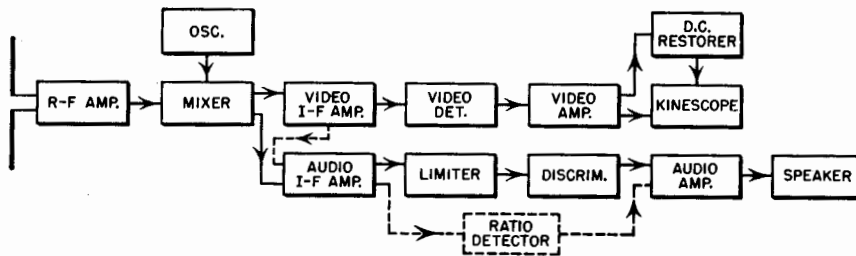 OSC.
D.C.
RESTORER
R-F AMP.
MIXER
VIDEO
I-F AMP.
VIDEO
DET.
VIDEO
AMP.
KINESCOPE
AUDIO
I-F AMP.
LIMITER
DISCRIM.
AUDIO
AMP.
SPEAKER
RATIO
DETECTOR